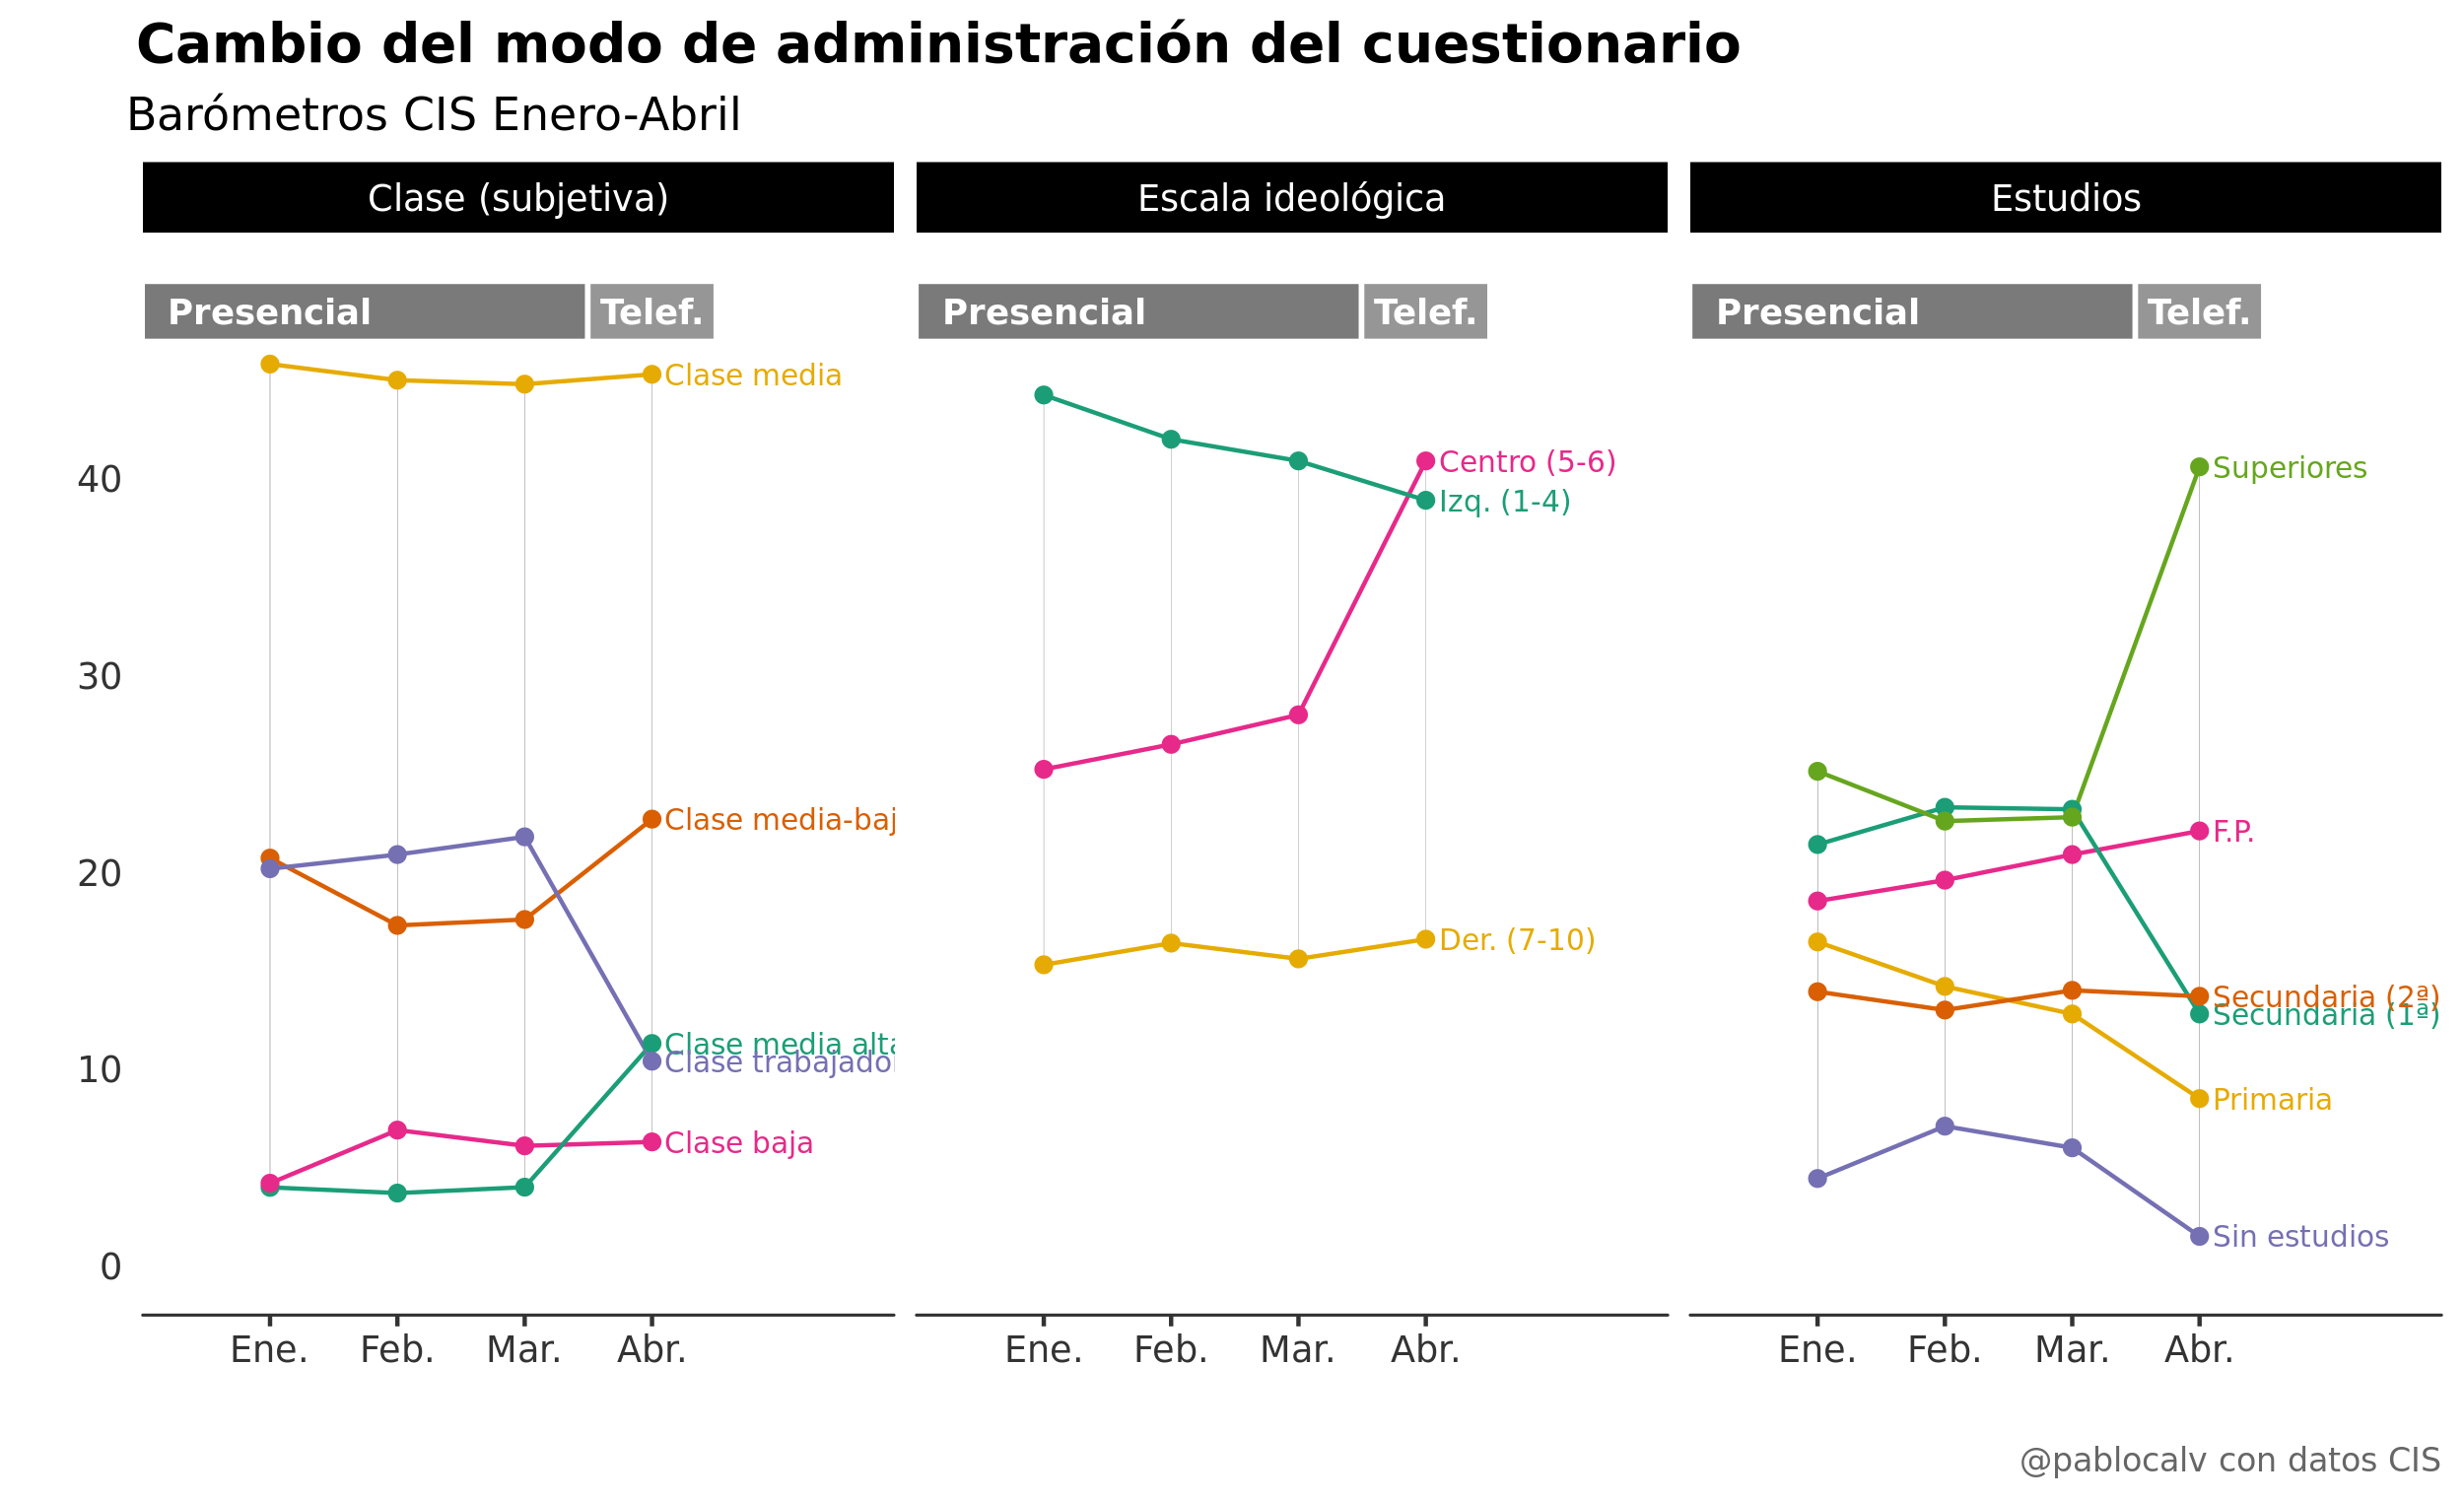 Cambio del modo de administración del cuestionario
Barómetros CIS Enero-Abril
Clase (subjetiva)
Escala ideológica
Estudios
Presencial
Telef.
Presencial
Telef.
Presencial
Telef.
40
30
20
10
0
Clase media
Clase media-baj
Clase media alta
Clase trabajador
Clase baja
Centro (5-6)
Izq. (1-4)
Der. (7-10)
Superiores
F.P.
Secundaria (2ª)
Secundaria (1ª)
Primaria
Sin estudios
Ene. Feb. Mar. Abr.
Ene. Feb. Mar. Abr.
Ene. Feb. Mar. Abr.
@pablocalv con datos CIS